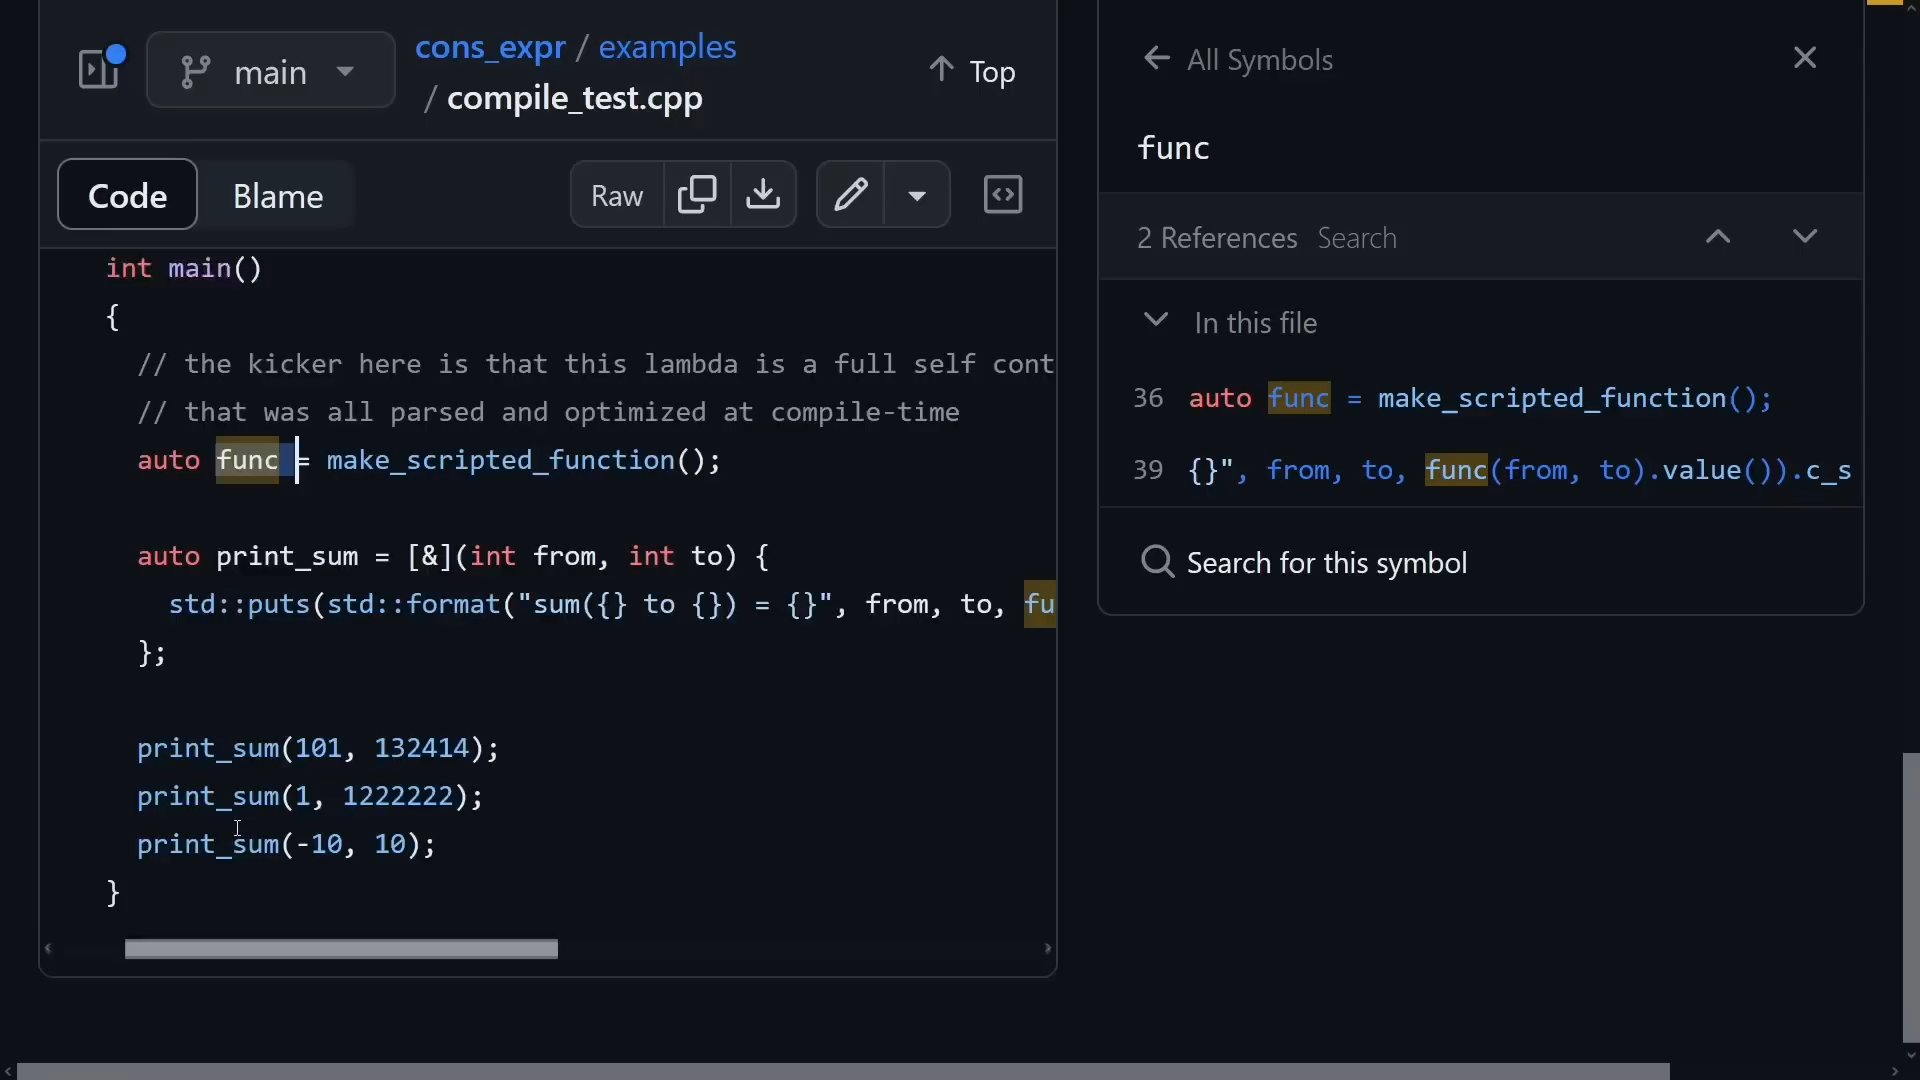 main
cons_expr / examples
/ compile_test.cpp
Top
Code
Blame
Raw
int main()
{
// the kicker here is that this lambda is a full self cont
// that was all parsed and optimized at compile-time
auto func = make_scripted_function();
auto print_sum = [&](int from, int to) {
std::puts(std::format("sum({} to {}) = {}", from, to, fu
};
print_sum(101, 132414);
print_sum(1, 1222222);
print_sum(-10, 10);
}
All Symbols
func
2 References Search
In this file
36 auto func = make_scripted_function();
39 {}", from, to, func(from, to).value()).c_s
Search for this symbol